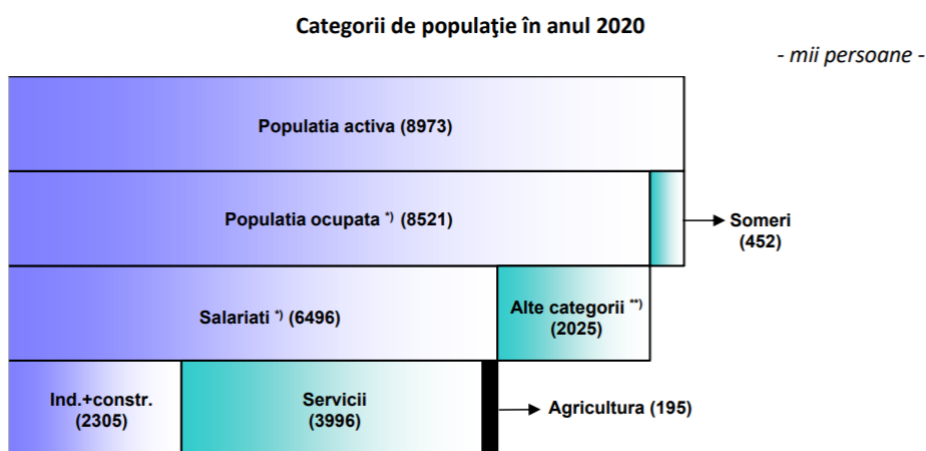 Categorii de populaţie în anul 2020
- mii persoane -
Populatia activa (8973)
Populatia ocupata *) (8521)
Someri
(452)
Salariati *) (6496)
Alte categorii **)
(2025)
Ind.+constr.
(2305)
Servicii
(3996)
Agricultura (195)